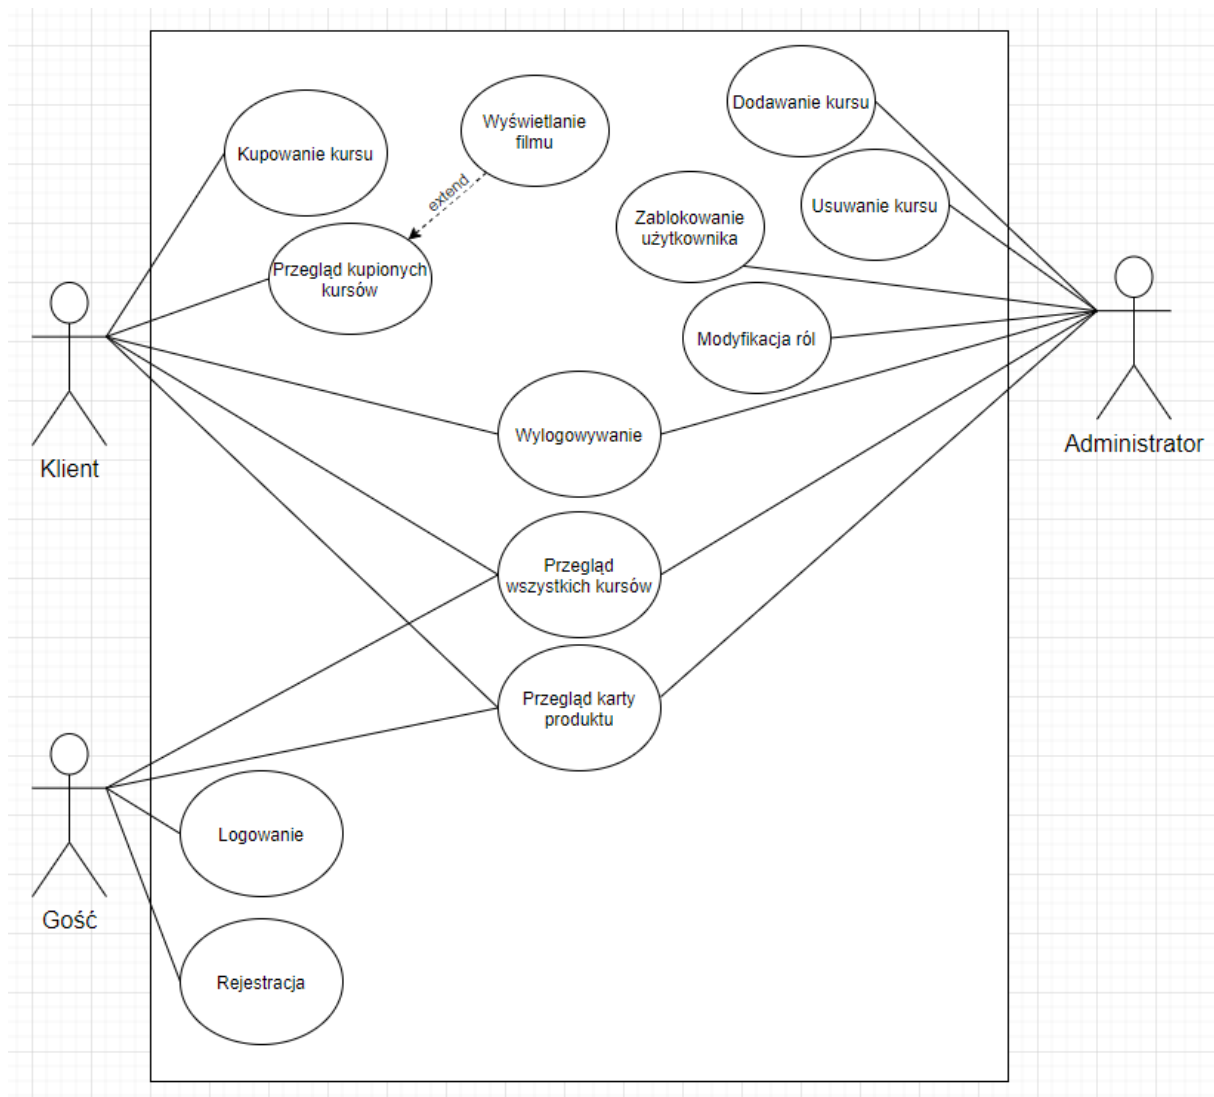 Dodawanie kursu
Wyświetlanie
filmu
Kupowanie kursu
extend
Usuwanie kursu
Zablokowanie
użytkownika
Przegląd kupionych
kursów
Modyfikacja ról
Wylogowywanie
Administrator
Klient
Przegląd
wszystkich kursów
Przegląd karty
produktu
Logowanie
Gość
Rejestracja